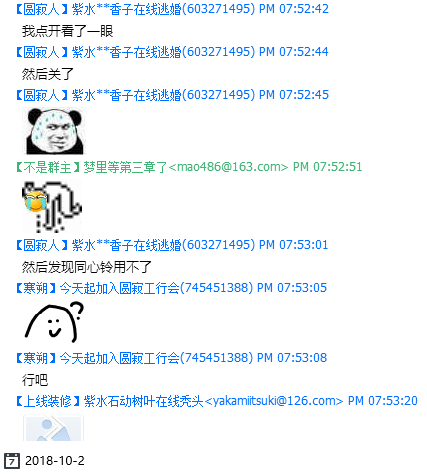 【圆寂人】紫水**香子在线逃婚(603271495) PM 07:52:42
我点开看了一眼
【圆寂人】紫水**香子在线逃婚(603271495) PM 07:52:44
然后关了
【圆寂人】紫水**香子在线逃婚(603271495) PM 07:52:45
【不是群主】梦里等第三章了<mao486@163.com> PM 07:52:51
【圆寂人】紫水**香子在线逃婚(603271495) PM 07:53:01
然后发现同心铃用不了
【寒朔】今天起加入圆寂工行会(745451388) PM 07:53:05
?
【寒朔】今天起加入圆寂工行会(745451388) PM 07:53:08
行吧
【上线装修】紫水石动树叶在线秃头<yakamiitsuki@126.com> PM 07:53:20
7
2018-10-2